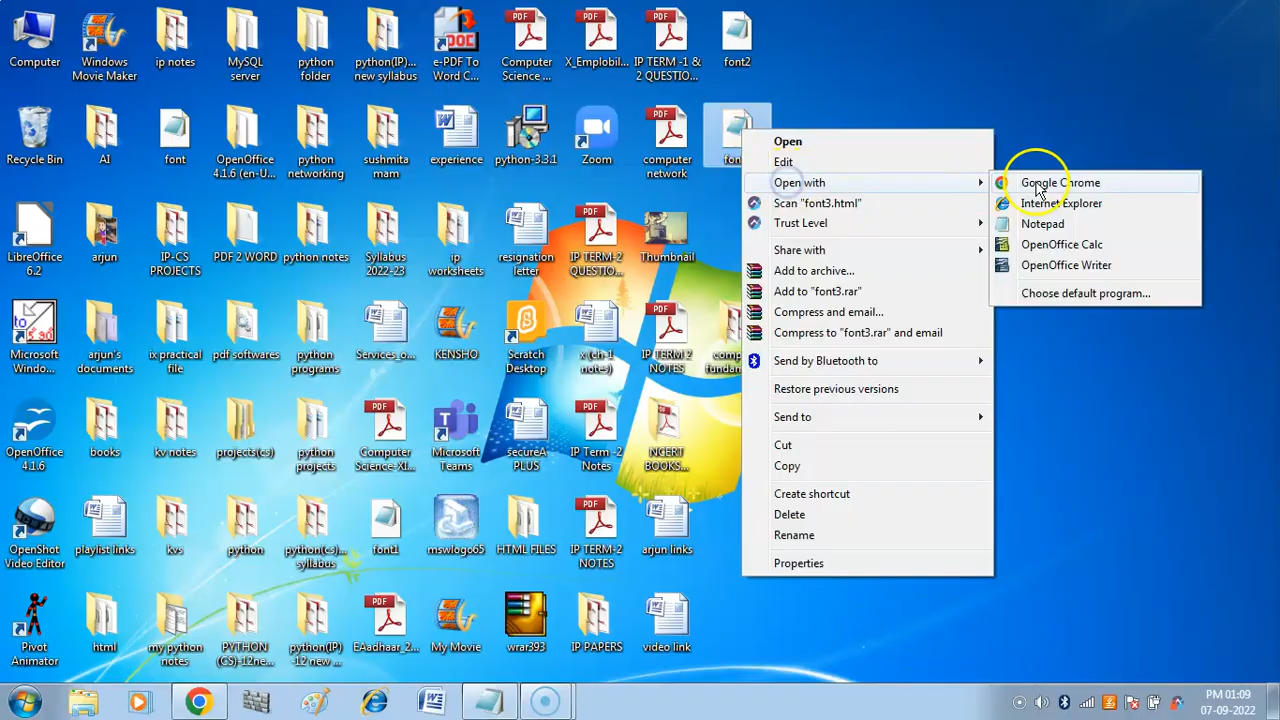 Computer
Windows
Movie Maker
ip notes
MySQL
server
python
folder
python(IP)...
new syllabus
e-PDF To
Word C...
Computer
Science ...
X_Emplobil...
IP TERM -1 &
2 QUESTIO...
font2
Recycle Bin
AI
font
OpenOffice
4.1.6 (en-U...
python
networking
sushmita
mam
experience
python-3.3.1
Zoom
computer
network
LibreOffice
6.2
arjun
IP-CS
PROJECTS
PDF 2 WORD
python notes
Syllabus
2022-23
ip
worksheets
resignation
letter
IP TERM-2
QUESTIO...
Thumbnail
Microsoft
Windo...
arjun's
documents
ix practical
file
pdf softwares
python
programs
Services_o...
KENSHO
Scratch
Desktop
x (ch-1
notes)
IP TERM 2
NOTES
OpenOffice
4.1.6
books
kv notes
projects(cs)
python
projects
Computer
Science-XI...
Microsoft
Teams
secureA
PLUS
IP Term -2
Notes
NCERT
BOOKS...
OpenShot
Video Editor
playlist links
kvs
python
python(cs)...
syllabus
font1
mswlogo65
HTML FILES
IP TERM-2
NOTES
arjun links
Pivot
Animator
html
my python
notes
PYTHON
(CS)-12ne...
python(IP)
-12 new ...
EAadhaar_2...
My Movie
wrar393
IP PAPERS
video link
Open
Edit
Open with
Scan "font3.html"
Trust Level
Share with
Add to archive...
Add to "font3.rar"
Compress and email...
Compress to "font3.rar" and email
Send by Bluetooth to
Restore previous versions
Send to
Cut
Copy
Create shortcut
Delete
Rename
Properties
Google Chrome
Internet Explorer
Notepad
OpenOffice Calc
OpenOffice Writer
Choose default program...
PM 01:09
07-09-2022